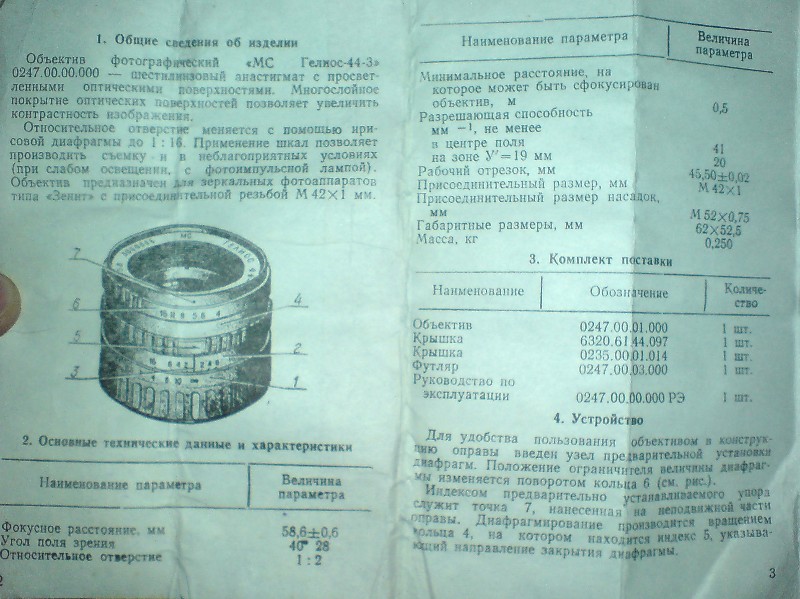 1. Общие сведения об изделии
Объектив фотографический «МС Гелиос-44-3»
0247.00.00.000 — шестилинзовый анастигмат с просвет-
ленными оптическими поверхностями. Многослойное
покрытие оптических поверхностей позволяет увеличить
контрастность изображения.
Относительное отверстие меняется с помощью ири-
совой диафрагмы до 1 : 16. Применение шкал позволяет
производить съемку и в неблагоприятных условиях
(при слабом освещении, с фотоимпульсной лампой).
Объектив предназначен для зеркальных фотоаппаратов
типа «Зенит» с присоединительной резьбой М 42×1 мм.
МС ГЕЛИОС 44
7
6
5
3
4
2
1
16 8 5,6 4
2. Основные технические данные и характеристики
Наименование параметра
Величина
параметра
Фокусное расстояние, мм 58,6±0,6
Угол поля зрения 40° 28
Относительное отверстие 1 : 2
2
Наименование параметра
Величина
параметра
Минимальное расстояние, на
которое может быть сфокусирован
объектив, м 0,5
Разрешающая способность
мм⁻¹, не менее
в центре поля 41
на зоне У′=19 мм 20
Рабочий отрезок, мм 45,50±0,02
Присоединительный размер, мм М 42×1
Присоединительный размер насадок,
мм М 52×0,75
Габаритные размеры, мм 62×52,5
Масса, кг 0,250
3. Комплект поставки
Наименование Обозначение Количе-
ство
Объектив 0247.00.01.000 1 шт.
Крышка 6320.61.44.097 1 шт.
Крышка 0235.00.01.014 1 шт.
Футляр 0247.00.03.000 1 шт.
Руководство по
эксплуатации 0247.00.00.000 РЭ 1 шт.
4. Устройство
Для удобства пользования объективом в конструк-
цию оправы введен узел предварительной установки
диафрагм. Положение ограничителя величины диафраг-
мы изменяется поворотом кольца 6 (см. рис.).
Индексом предварительно устанавливаемого упора
служит точка 7, нанесенная на неподвижной части
оправы. Диафрагмирование производится вращением
кольца 4, на котором находится индекс 5, указыва-
ющий направление закрытия диафрагмы.
3